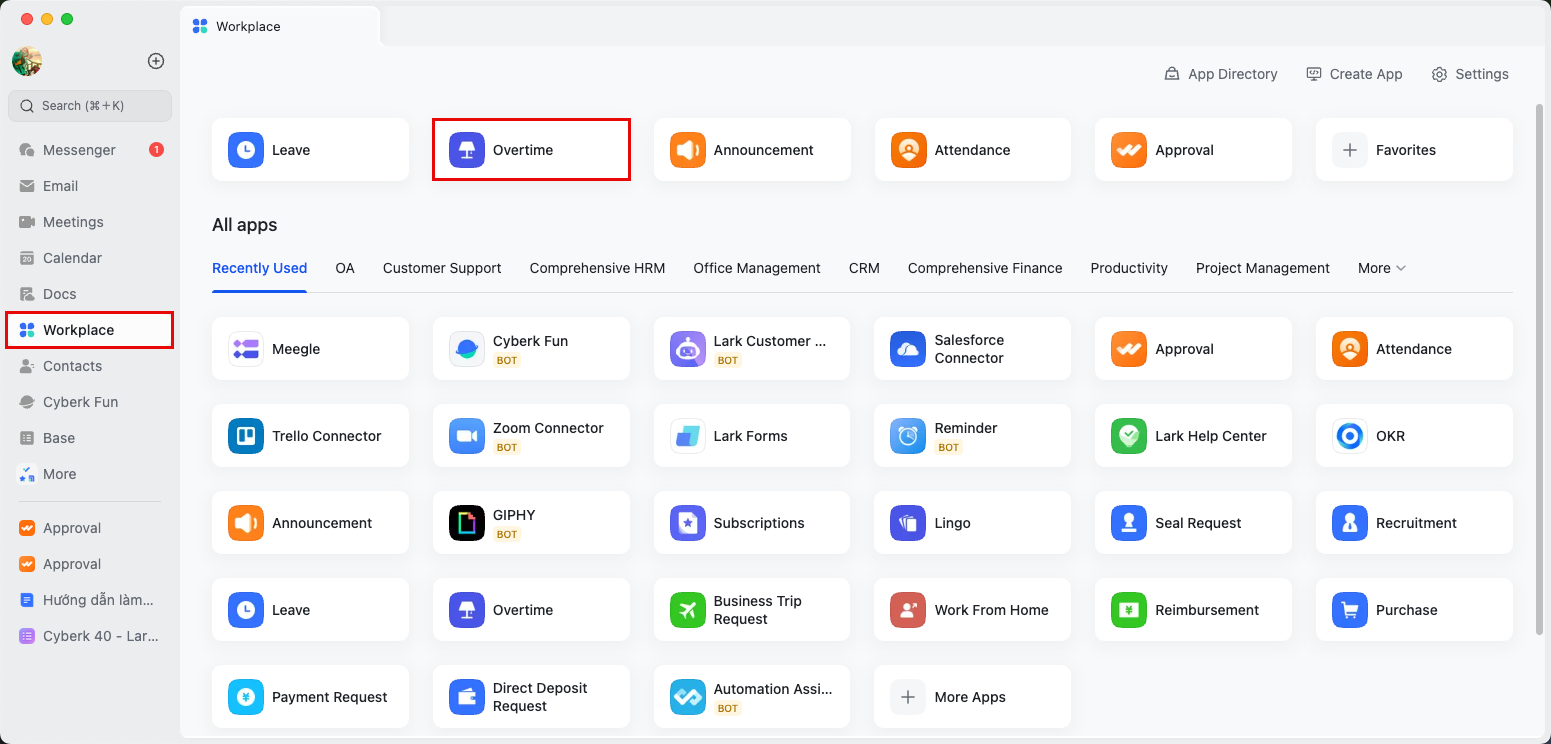 Workplace
Search (⌘+K)
Messenger
1
Email
Meetings
20
Calendar
Docs
Workplace
Contacts
Cyberk Fun
Base
More
Approval
Approval
Hướng dẫn làm...
Cyberk 40 - Lar...
App Directory
Create App
Settings
Leave
Overtime
Announcement
Attendance
Approval
Favorites
All apps
Recently Used
OA
Customer Support
Comprehensive HRM
Office Management
CRM
Comprehensive Finance
Productivity
Project Management
More
Meegle
Cyberk Fun
BOT
Lark Customer ...
BOT
Salesforce
Connector
Approval
Attendance
Trello Connector
Zoom Connector
BOT
Lark Forms
Reminder
BOT
Lark Help Center
OKR
Announcement
GIPHY
BOT
Subscriptions
Lingo
Seal Request
Recruitment
Leave
Overtime
Business Trip
Request
Work From Home
¥
Reimbursement
Purchase
¥
Payment Request
Direct Deposit
Request
Automation Assi...
BOT
More Apps